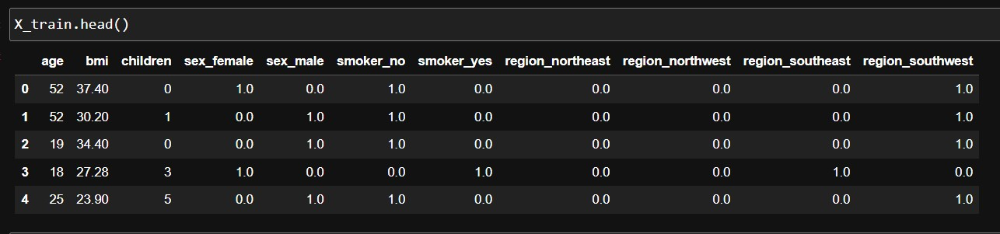 X_train.head()
age bmi children sex_female sex_male smoker_no smoker_yes region_northeast region_northwest region_southeast region_southwest
0 52 37.40 0 1.0 0.0 1.0 0.0 0.0 0.0 0.0 1.0
1 52 30.20 1 0.0 1.0 1.0 0.0 0.0 0.0 0.0 1.0
2 19 34.40 0 0.0 1.0 1.0 0.0 0.0 0.0 0.0 1.0
3 18 27.28 3 1.0 0.0 0.0 1.0 0.0 0.0 1.0 0.0
4 25 23.90 5 0.0 1.0 1.0 0.0 0.0 0.0 0.0 1.0